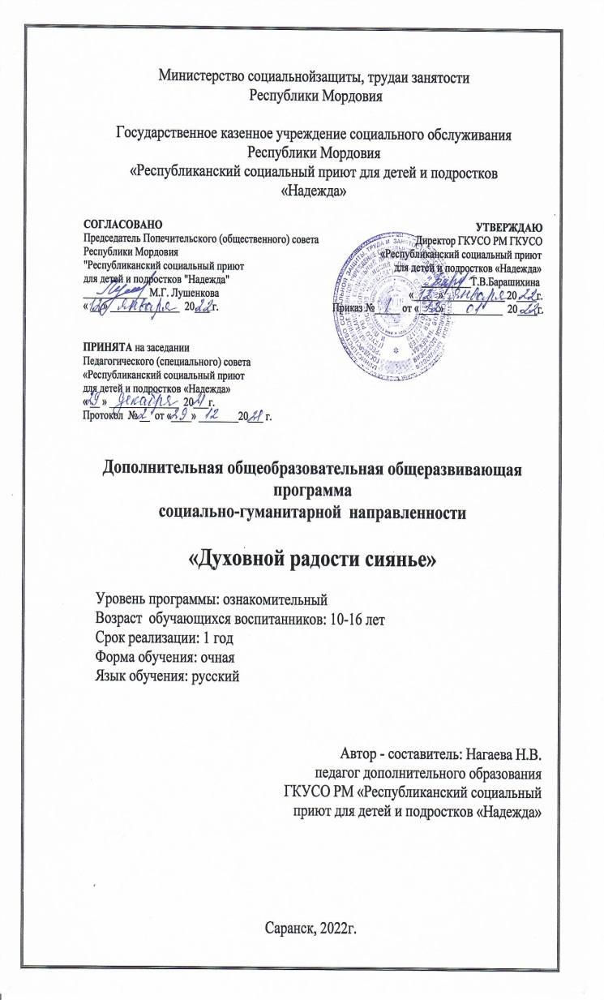 Министерство социальнойзащиты, трудаи занятости
Республики Мордовия
Государственное казенное учреждение социального обслуживания
Республики Мордовия
«Республиканский социальный приют для детей и подростков
«Надежда»
СОГЛАСОВАНО
Председатель Попечительского (общественного) совета
Республики Мордовия
"Республиканский социальный приют
для детей и подростков "Надежда"
М.Г. Лушенкова
«12» января 2022г.
УТВЕРЖДАЮ
Директор ГКУСО РМ ГКУСО
«Республиканский социальный приют
для детей и подростков «Надежда»
Т.В.Барашихина
«12» января 2022г.
Приказ № 1 от «12» 01 2022г.
ПРИНЯТА на заседании
Педагогического (специального) совета
«Республиканский социальный приют
для детей и подростков «Надежда»
«29» декабря 2021 г.
Протокол № 2 от «29» 12 2021 г.
Дополнительная общеобразовательная общеразвивающая
программа
социально-гуманитарной направленности
«Духовной радости сиянье»
Уровень программы: ознакомительный
Возраст обучающихся воспитанников: 10-16 лет
Срок реализации: 1 год
Форма обучения: очная
Язык обучения: русский
Автор - составитель: Нагаева Н.В.
педагог дополнительного образования
ГКУСО РМ «Республиканский социальный
приют для детей и подростков «Надежда»
Саранск, 2022г.